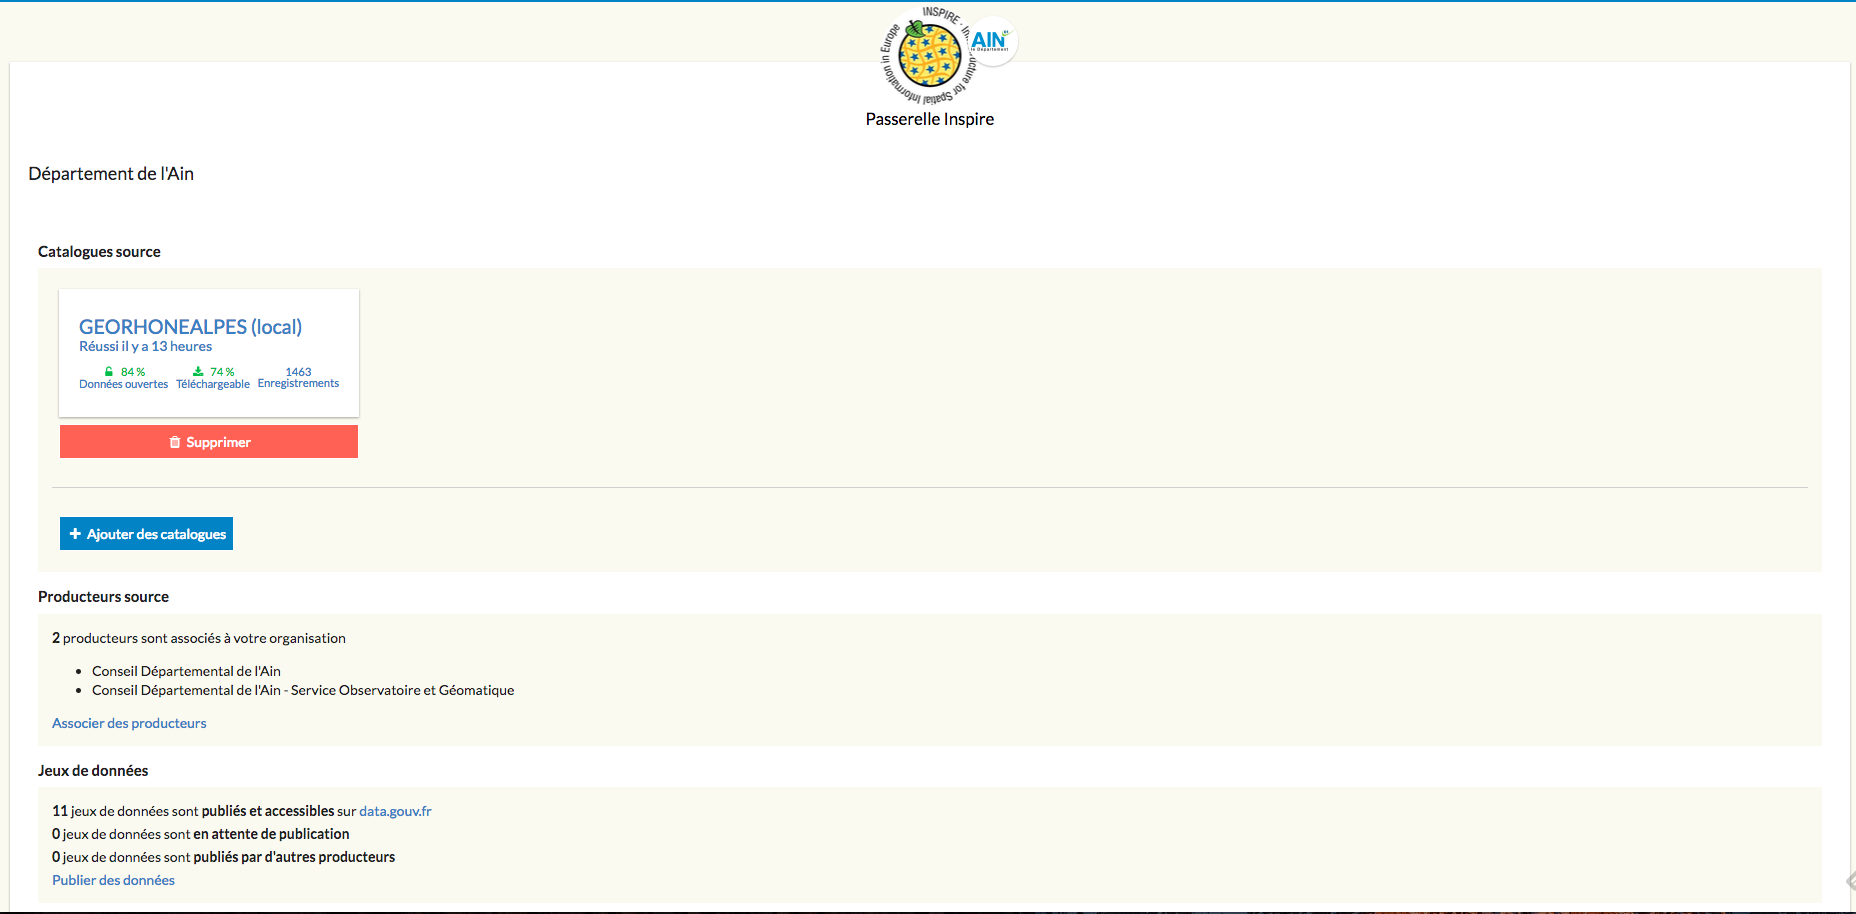 INSPIRE - In
ucture for Spatial Information in Europe
AIN
le Département
Passerelle Inspire
Département de l'Ain
Catalogues source
GEORHONEALPES (local)
Réussi il y a 13 heures
84 %
Données ouvertes
74 %
Téléchargeable
1463
Enregistrements
Supprimer
Ajouter des catalogues
Producteurs source
2 producteurs sont associés à votre organisation
Conseil Départemental de l'Ain
Conseil Départemental de l'Ain - Service Observatoire et Géomatique
Associer des producteurs
Jeux de données
11 jeux de données sont publiés et accessibles sur data.gouv.fr
0 jeux de données sont en attente de publication
0 jeux de données sont publiés par d'autres producteurs
Publier des données